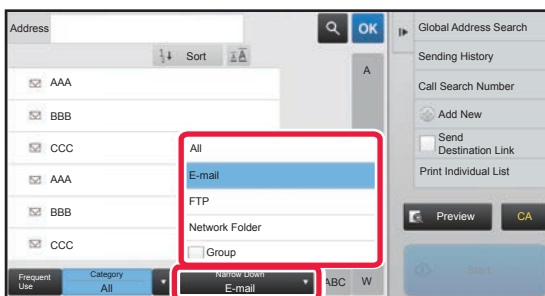 Address
OK
Sort
A
AAA
BBB
CCC
AAA
BBB
CCC
All
E-mail
FTP
Network Folder
Group
Frequent
Use
Category
All
Narrow Down
E-mail
ABC
W
Global Address Search
Sending History
Call Search Number
Add New
Send
Destination Link
Print Individual List
Preview
CA
Start